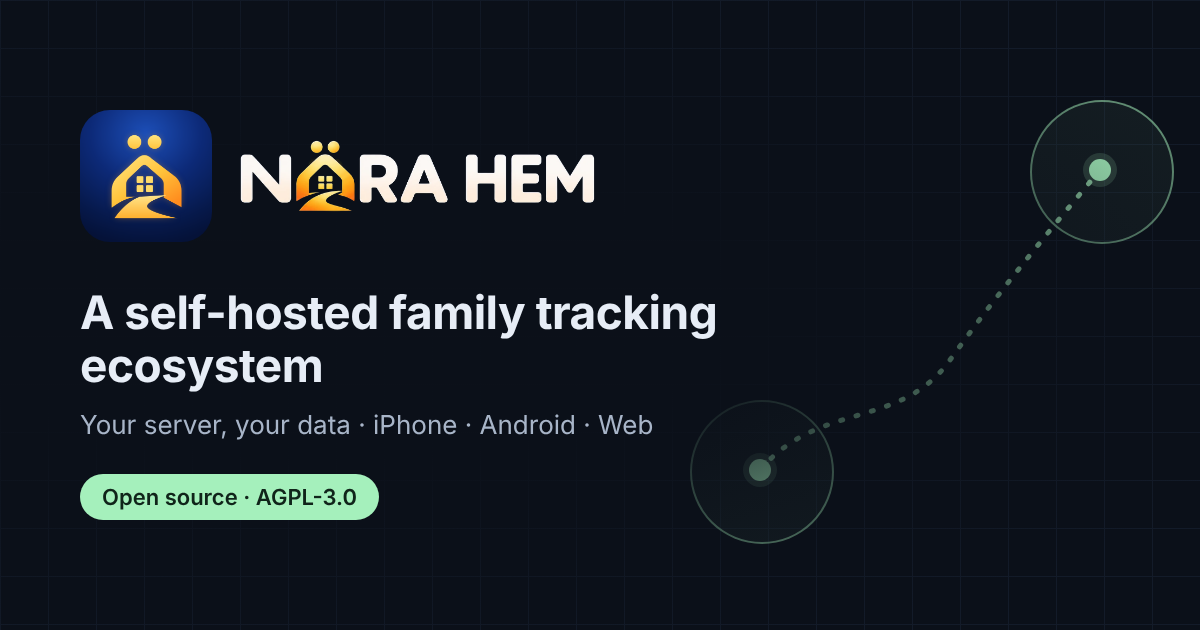 NÄRA HEM
A self-hosted family tracking
ecosystem
Your server, your data · iPhone · Android · Web
Open source · AGPL-3.0